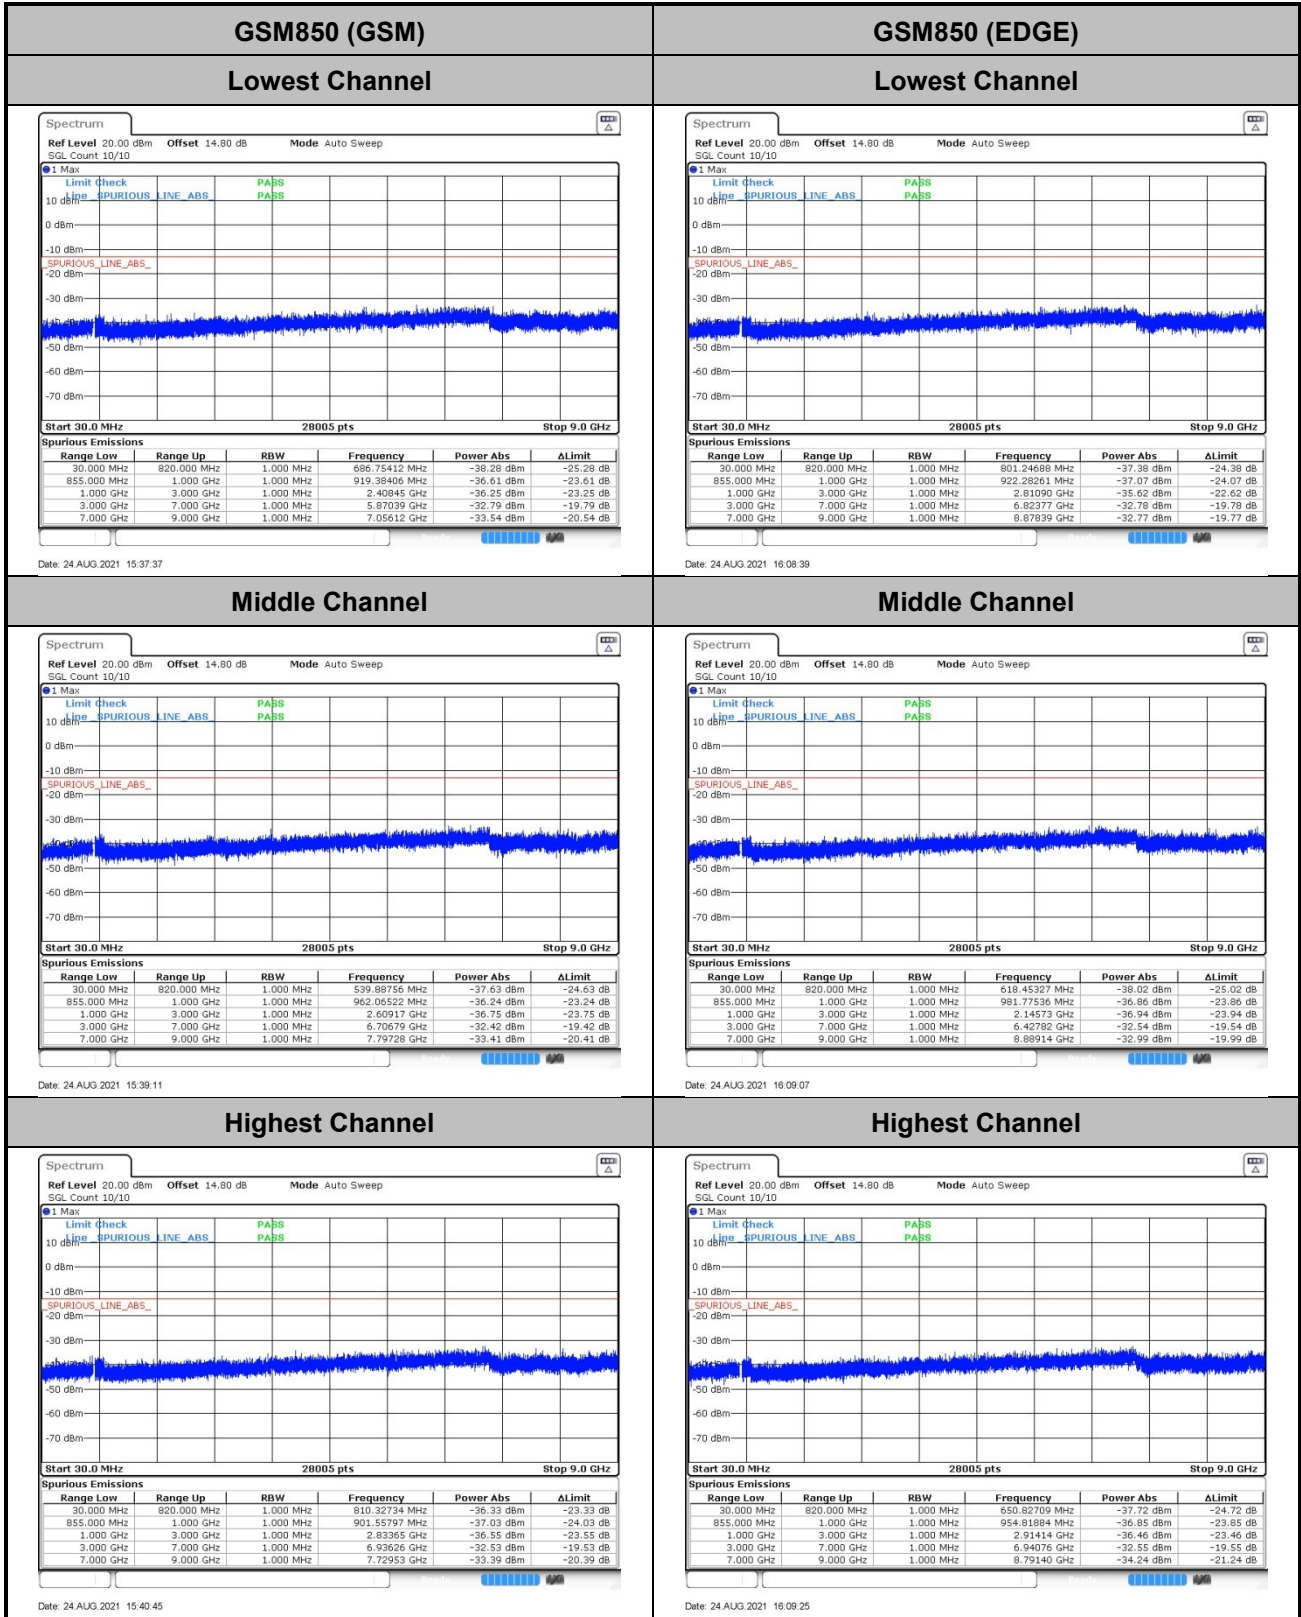 GSM850 (GSM) GSM850 (EDGE)
Lowest Channel Lowest Channel
Spectrum
Ref Level 20.00 dBm Offset 14.80 dB Mode Auto Sweep
SGL Count 10/10
1 Max
Limit Check PASS
10 dBm Line _SPURIOUS_LINE_ABS_ PASS
0 dBm
-10 dBm
_SPURIOUS_LINE_ABS_
-20 dBm
-30 dBm
-50 dBm
-60 dBm
-70 dBm
Start 30.0 MHz 28005 pts Stop 9.0 GHz
Spurious Emissions
Range Low Range Up RBW Frequency Power Abs ΔLimit
30.000 MHz 820.000 MHz 1.000 MHz 686.75412 MHz -38.28 dBm -25.28 dB
855.000 MHz 1.000 GHz 1.000 MHz 919.38406 MHz -36.61 dBm -23.61 dB
1.000 GHz 3.000 GHz 1.000 MHz 2.40845 GHz -36.25 dBm -23.25 dB
3.000 GHz 7.000 GHz 1.000 MHz 5.87039 GHz -32.79 dBm -19.79 dB
7.000 GHz 9.000 GHz 1.000 MHz 7.05612 GHz -33.54 dBm -20.54 dB
Date: 24.AUG.2021 15:37:37
Spectrum
Ref Level 20.00 dBm Offset 14.80 dB Mode Auto Sweep
SGL Count 10/10
1 Max
Limit Check PASS
10 dBm Line _SPURIOUS_LINE_ABS_ PASS
0 dBm
-10 dBm
_SPURIOUS_LINE_ABS_
-20 dBm
-30 dBm
-50 dBm
-60 dBm
-70 dBm
Start 30.0 MHz 28005 pts Stop 9.0 GHz
Spurious Emissions
Range Low Range Up RBW Frequency Power Abs ΔLimit
30.000 MHz 820.000 MHz 1.000 MHz 801.24688 MHz -37.38 dBm -24.38 dB
855.000 MHz 1.000 GHz 1.000 MHz 922.28261 MHz -37.07 dBm -24.07 dB
1.000 GHz 3.000 GHz 1.000 MHz 2.81090 GHz -35.62 dBm -22.62 dB
3.000 GHz 7.000 GHz 1.000 MHz 6.82377 GHz -32.78 dBm -19.78 dB
7.000 GHz 9.000 GHz 1.000 MHz 8.87839 GHz -32.77 dBm -19.77 dB
Date: 24.AUG.2021 16:08:39
Middle Channel Middle Channel
Spectrum
Ref Level 20.00 dBm Offset 14.80 dB Mode Auto Sweep
SGL Count 10/10
1 Max
Limit Check PASS
10 dBm Line _SPURIOUS_LINE_ABS_ PASS
0 dBm
-10 dBm
_SPURIOUS_LINE_ABS_
-20 dBm
-30 dBm
-50 dBm
-60 dBm
-70 dBm
Start 30.0 MHz 28005 pts Stop 9.0 GHz
Spurious Emissions
Range Low Range Up RBW Frequency Power Abs ΔLimit
30.000 MHz 820.000 MHz 1.000 MHz 539.88756 MHz -37.63 dBm -24.63 dB
855.000 MHz 1.000 GHz 1.000 MHz 962.06522 MHz -36.24 dBm -23.24 dB
1.000 GHz 3.000 GHz 1.000 MHz 2.60917 GHz -36.75 dBm -23.75 dB
3.000 GHz 7.000 GHz 1.000 MHz 6.70679 GHz -32.42 dBm -19.42 dB
7.000 GHz 9.000 GHz 1.000 MHz 7.79728 GHz -33.41 dBm -20.41 dB
Date: 24.AUG.2021 15:39:11
Spectrum
Ref Level 20.00 dBm Offset 14.80 dB Mode Auto Sweep
SGL Count 10/10
1 Max
Limit Check PASS
10 dBm Line _SPURIOUS_LINE_ABS_ PASS
0 dBm
-10 dBm
_SPURIOUS_LINE_ABS_
-20 dBm
-30 dBm
-50 dBm
-60 dBm
-70 dBm
Start 30.0 MHz 28005 pts Stop 9.0 GHz
Spurious Emissions
Range Low Range Up RBW Frequency Power Abs ΔLimit
30.000 MHz 820.000 MHz 1.000 MHz 618.45327 MHz -38.02 dBm -25.02 dB
855.000 MHz 1.000 GHz 1.000 MHz 981.77536 MHz -36.86 dBm -23.86 dB
1.000 GHz 3.000 GHz 1.000 MHz 2.14573 GHz -36.94 dBm -23.94 dB
3.000 GHz 7.000 GHz 1.000 MHz 6.42782 GHz -32.54 dBm -19.54 dB
7.000 GHz 9.000 GHz 1.000 MHz 8.88914 GHz -32.99 dBm -19.99 dB
Date: 24.AUG.2021 16:09:07
Highest Channel Highest Channel
Spectrum
Ref Level 20.00 dBm Offset 14.80 dB Mode Auto Sweep
SGL Count 10/10
1 Max
Limit Check PASS
10 dBm Line _SPURIOUS_LINE_ABS_ PASS
0 dBm
-10 dBm
_SPURIOUS_LINE_ABS_
-20 dBm
-30 dBm
-50 dBm
-60 dBm
-70 dBm
Start 30.0 MHz 28005 pts Stop 9.0 GHz
Spurious Emissions
Range Low Range Up RBW Frequency Power Abs ΔLimit
30.000 MHz 820.000 MHz 1.000 MHz 810.32734 MHz -36.33 dBm -23.33 dB
855.000 MHz 1.000 GHz 1.000 MHz 901.55797 MHz -37.03 dBm -24.03 dB
1.000 GHz 3.000 GHz 1.000 MHz 2.83365 GHz -36.55 dBm -23.55 dB
3.000 GHz 7.000 GHz 1.000 MHz 6.93626 GHz -32.53 dBm -19.53 dB
7.000 GHz 9.000 GHz 1.000 MHz 7.72953 GHz -33.39 dBm -20.39 dB
Date: 24.AUG.2021 15:40:45
Spectrum
Ref Level 20.00 dBm Offset 14.80 dB Mode Auto Sweep
SGL Count 10/10
1 Max
Limit Check PASS
10 dBm Line _SPURIOUS_LINE_ABS_ PASS
0 dBm
-10 dBm
_SPURIOUS_LINE_ABS_
-20 dBm
-30 dBm
-50 dBm
-60 dBm
-70 dBm
Start 30.0 MHz 28005 pts Stop 9.0 GHz
Spurious Emissions
Range Low Range Up RBW Frequency Power Abs ΔLimit
30.000 MHz 820.000 MHz 1.000 MHz 650.82709 MHz -37.72 dBm -24.72 dB
855.000 MHz 1.000 GHz 1.000 MHz 954.81884 MHz -36.85 dBm -23.85 dB
1.000 GHz 3.000 GHz 1.000 MHz 2.91414 GHz -36.46 dBm -23.46 dB
3.000 GHz 7.000 GHz 1.000 MHz 6.94076 GHz -32.55 dBm -19.55 dB
7.000 GHz 9.000 GHz 1.000 MHz 8.79140 GHz -34.24 dBm -21.24 dB
Date: 24.AUG.2021 16:09:25